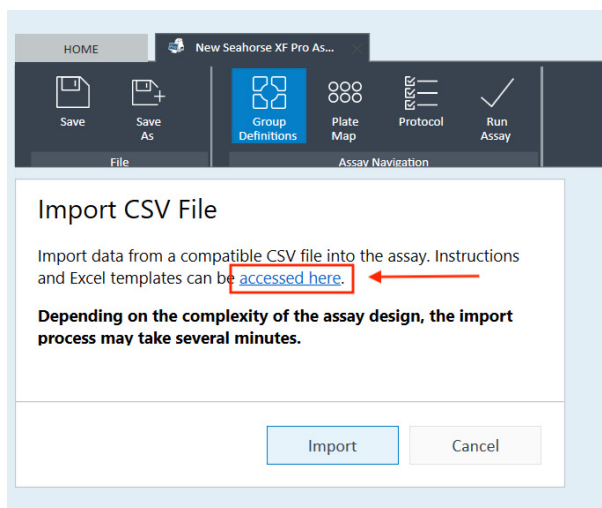 HOME
New Seahorse XF Pro As...
Save
Save As
Group Definitions
Plate Map
Protocol
Run Assay
File
Assay Navigation
Import CSV File
Import data from a compatible CSV file into the assay. Instructions
and Excel templates can be accessed here.
Depending on the complexity of the assay design, the import
process may take several minutes.
Import
Cancel